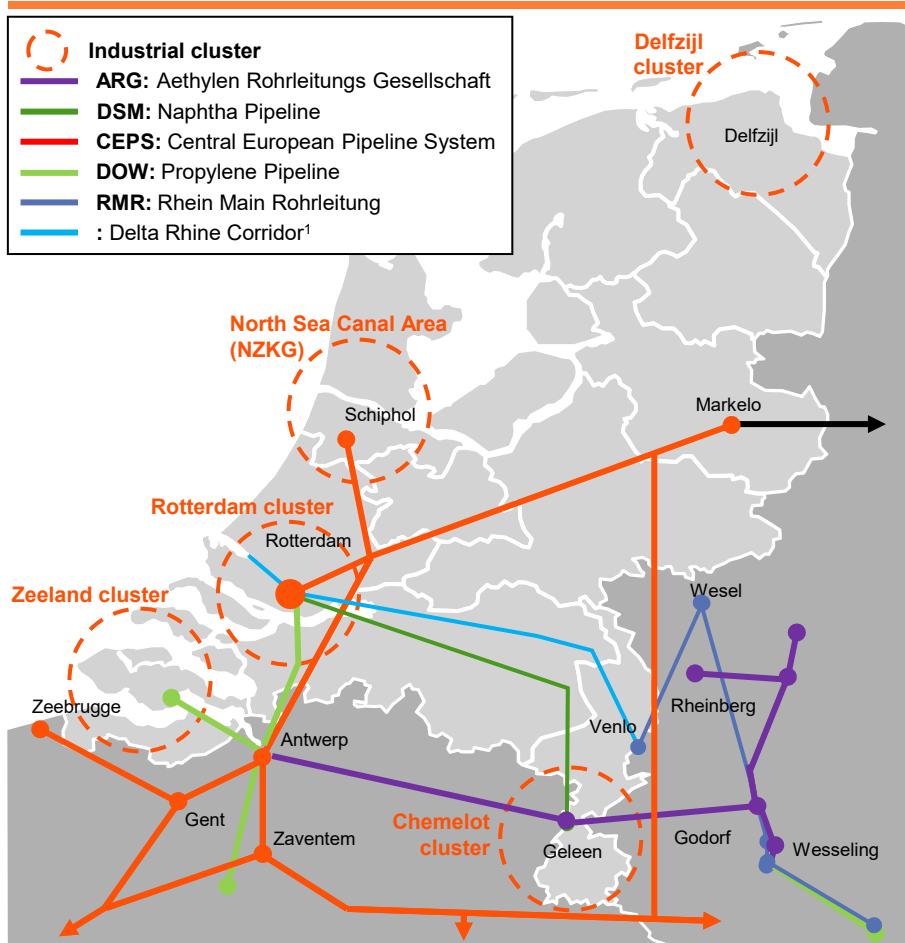 Industrial cluster
ARG: Aethylen Rohrleitungs Gesellschaft
DSM: Naphtha Pipeline
CEPS: Central European Pipeline System
DOW: Propylene Pipeline
RMR: Rhein Main Rohrleitung
: Delta Rhine Corridor¹
Delfzijl
cluster
Delfzijl
North Sea Canal Area
(NZKG)
Schiphol
Markelo
Rotterdam cluster
Rotterdam
Zeeland cluster
Wesel
Zeebrugge
Rheinberg
Venlo
Antwerp
Gent
Chemelot
cluster
Godorf
Zaventem
Geleen
Wesseling